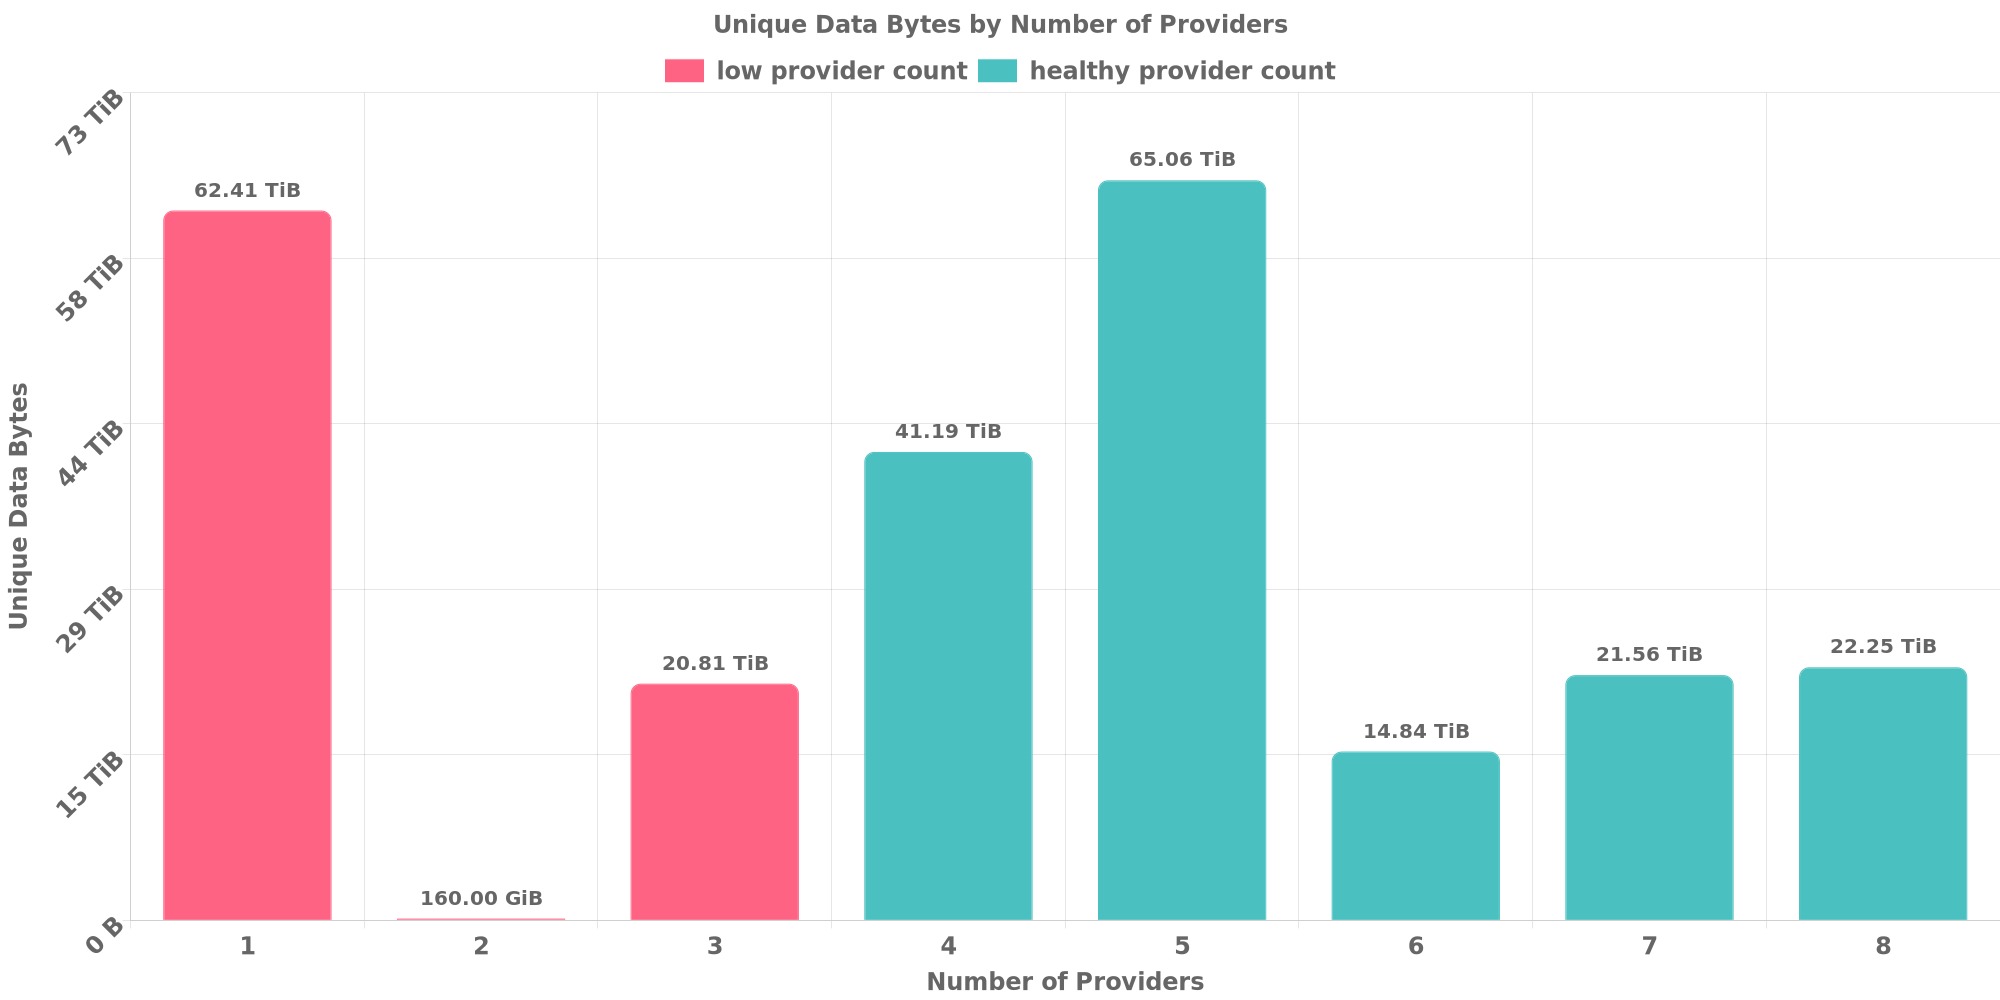 Unique Data Bytes by Number of Providers
low provider count healthy provider count
73 TiB
58 TiB
44 TiB
29 TiB
15 TiB
0 B
Unique Data Bytes
62.41 TiB
160.00 GiB
20.81 TiB
41.19 TiB
65.06 TiB
14.84 TiB
21.56 TiB
22.25 TiB
1 2 3 4 5 6 7 8
Number of Providers